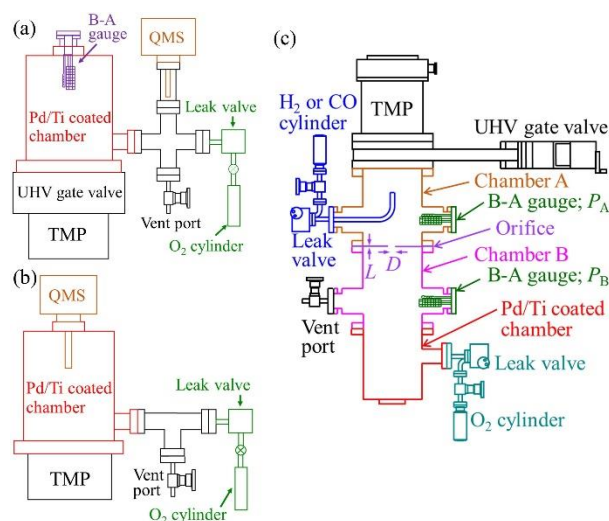 (a)
B-A
gauge
QMS
Pd/Ti coated
chamber
Leak valve
UHV gate valve
Vent port
TMP
O₂ cylinder
(b)
QMS
Pd/Ti coated
chamber
Leak valve
TMP
Vent
port
O₂ cylinder
(c)
H₂ or CO
cylinder
TMP
UHV gate valve
Chamber A
B-A gauge; P_A
Leak
valve
Orifice
L
D
Chamber B
B-A gauge; P_B
Vent
port
Pd/Ti coated
chamber
Leak valve
O₂ cylinder